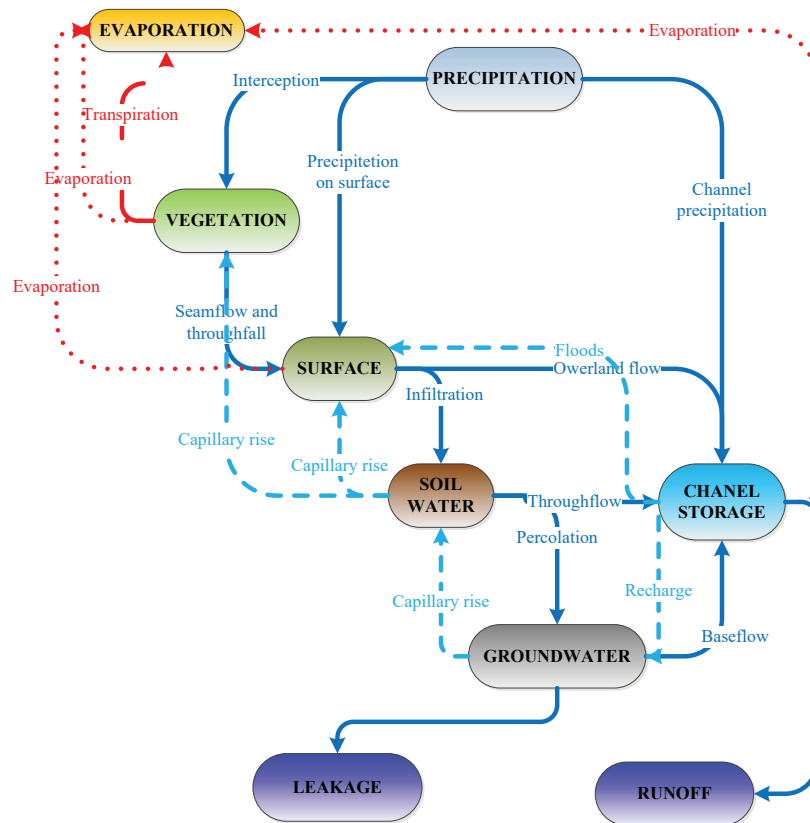 EVAPORATION
Evaporation
PRECIPITATION
Interception
Transpiration
Precipitetion
on surface
Evaporation
Channel
precipitation
VEGETATION
Evaporation
Seamflow and
throughfall
Floods
SURFACE
Owerland flow
Infiltration
Capillary rise
Capillary rise
SOIL
WATER
CHANEL
STORAGE
Throughflow
Percolation
Capillary rise
Recharge
Baseflow
GROUNDWATER
LEAKAGE
RUNOFF